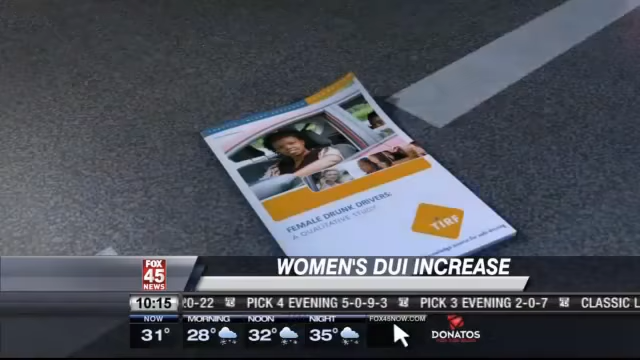 FEMALE DRUNK DRIVERS:
A QUALITATIVE STUDY
TIRF
FOX
45
NEWS
WOMEN'S DUI INCREASE
10:15
0-22
PICK 4 EVENING 5-0-9-3
PICK 3 EVENING 2-0-7
CLASSIC L
NOW
MORNING
NOON
NIGHT
FOX45NOW.COM
31°
28°
32°
35°
DONATOS